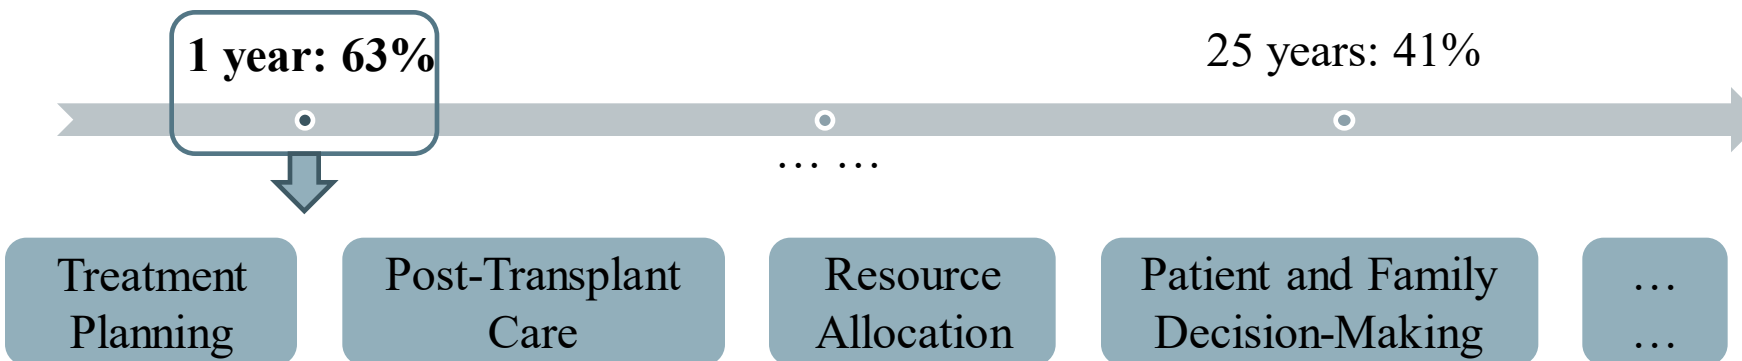 1 year: 63%
25 years: 41%
… …
Treatment
Planning
Post-Transplant
Care
Resource
Allocation
Patient and Family
Decision-Making
…
…